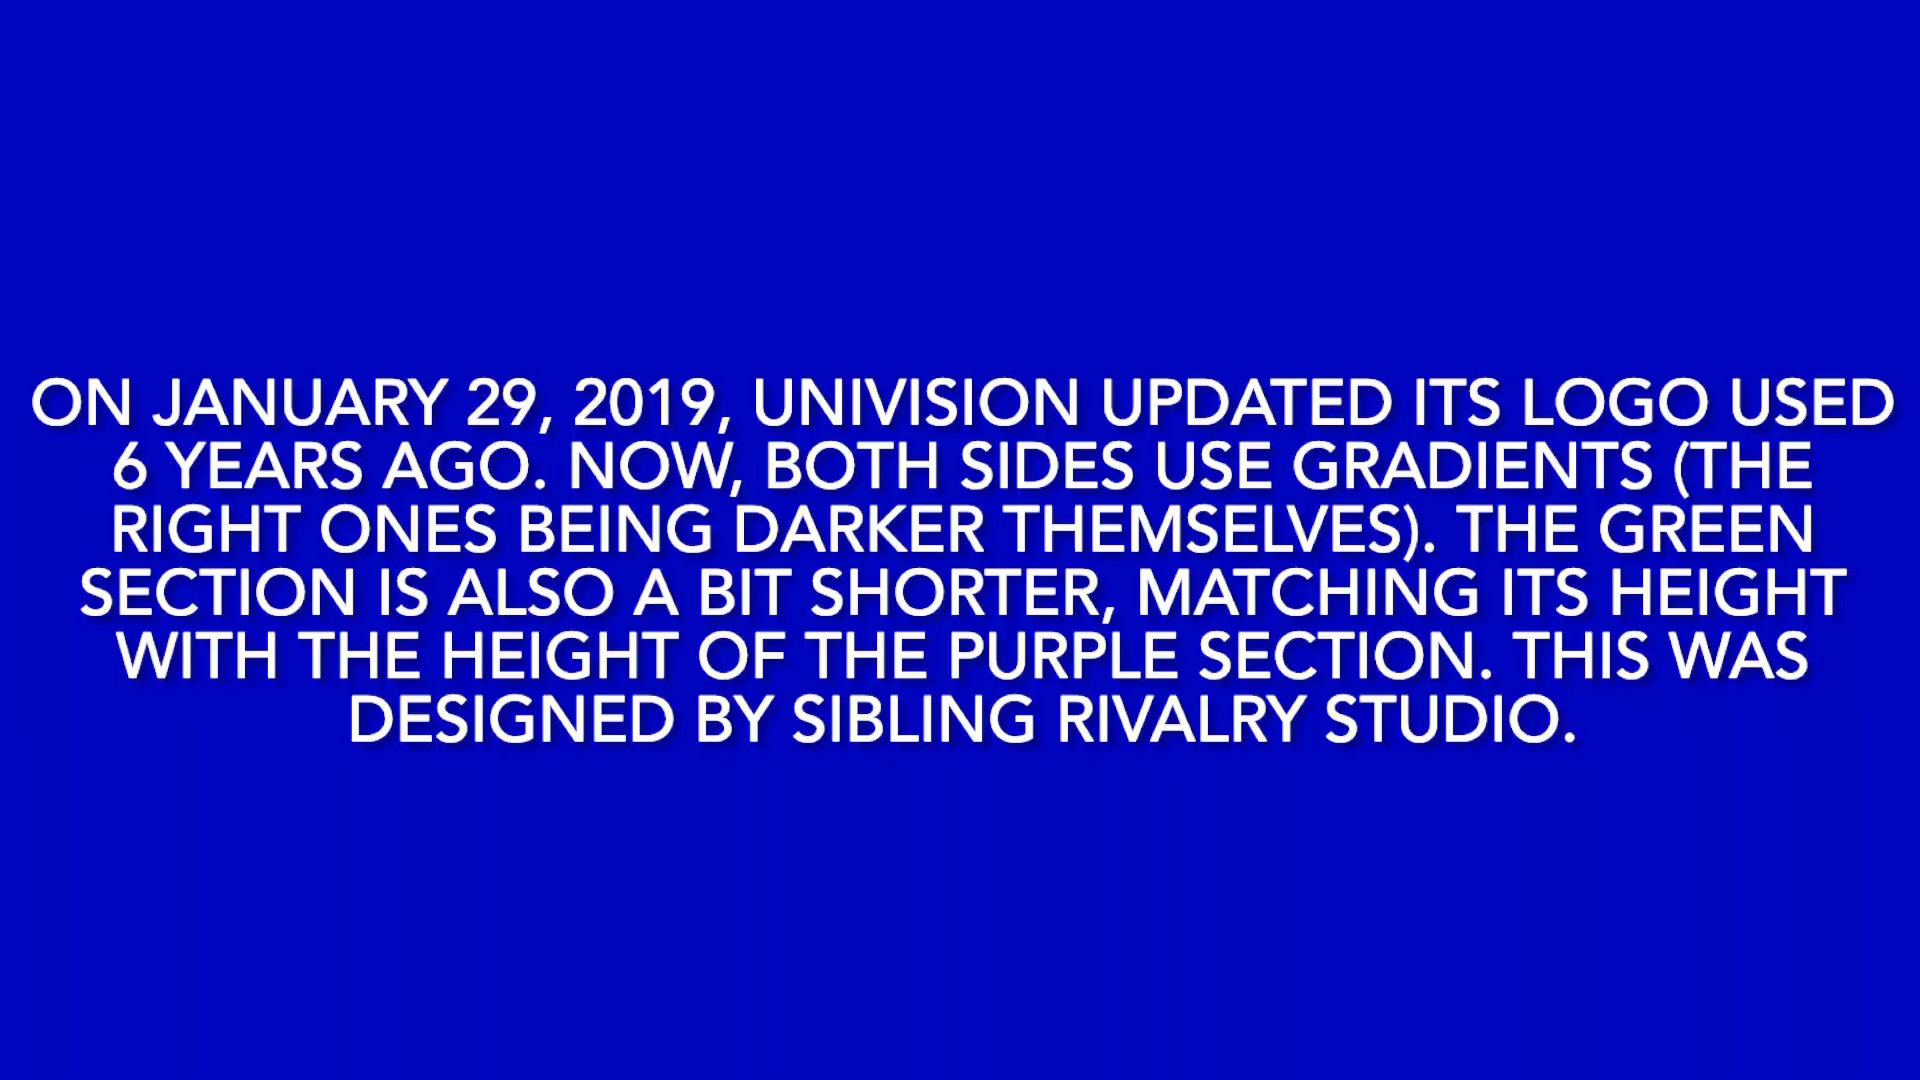 ON JANUARY 29, 2019, UNIVISION UPDATED ITS LOGO USED
6 YEARS AGO. NOW, BOTH SIDES USE GRADIENTS (THE
RIGHT ONES BEING DARKER THEMSELVES). THE GREEN
SECTION IS ALSO A BIT SHORTER, MATCHING ITS HEIGHT
WITH THE HEIGHT OF THE PURPLE SECTION. THIS WAS
DESIGNED BY SIBLING RIVALRY STUDIO.